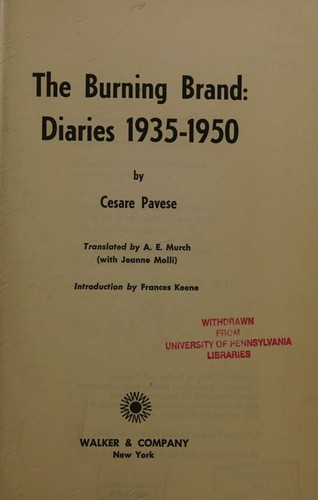 The Burning Brand:
Diaries 1935-1950
by
Cesare Pavese
Translated by A. E. Murch
(with Jeanne Molli)
Introduction by Frances Keene
WITHDRAWN
FROM
UNIVERSITY OF PENNSYLVANIA
LIBRARIES
WALKER & COMPANY
New York